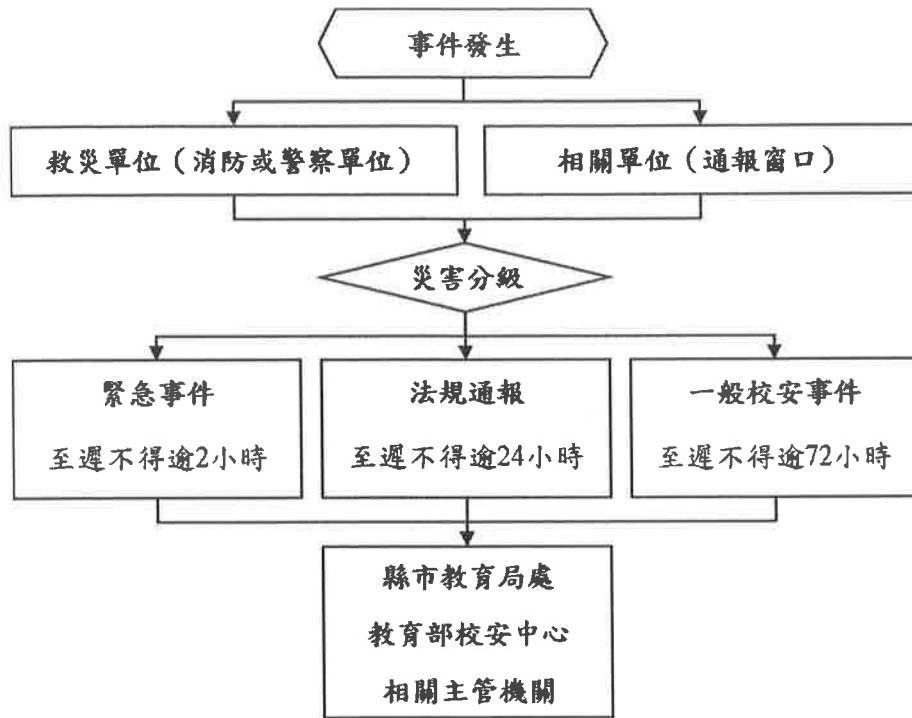 事件發生
救災單位（消防或警察單位）
相關單位（通報窗口）
災害分級
緊急事件
至遲不得逾2小時
法規通報
至遲不得逾24小時
一般校安事件
至遲不得逾72小時
縣市教育局處
教育部校安中心
相關主管機關